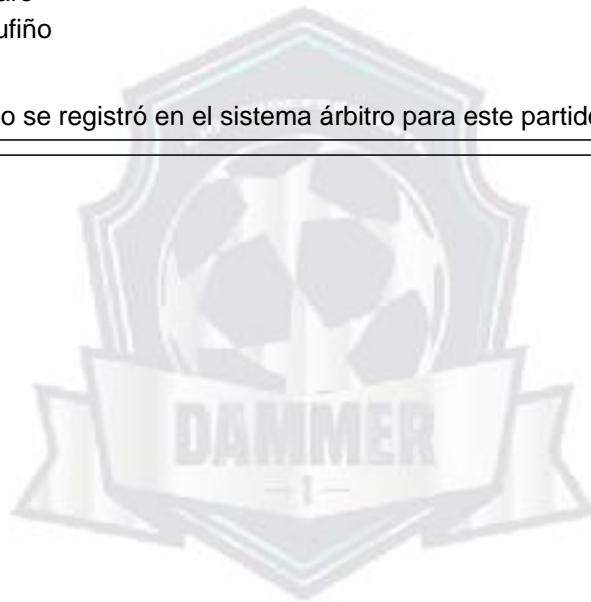 ufiño
o se registró en el sistema árbitro para este partido
DAMMER